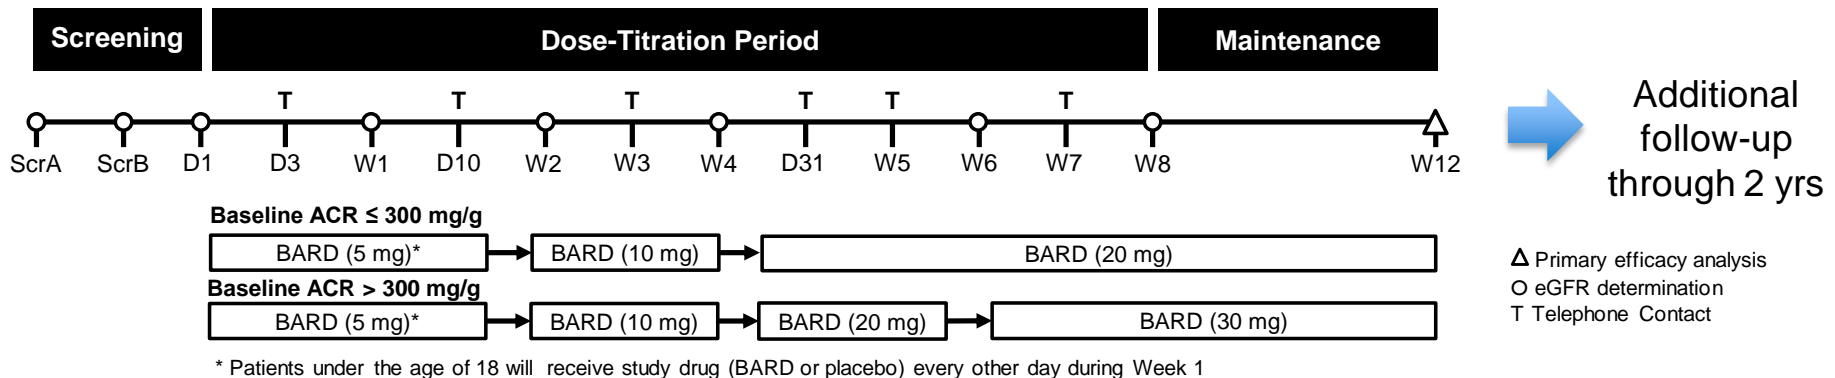 Screening
Dose-Titration Period
Maintenance
T T T T T T
ScrA ScrB D1 D3 W1 D10 W2 W3 W4 D31 W5 W6 W7 W8 W12
Additional
follow-up
through 2 yrs
Baseline ACR ≤ 300 mg/g
BARD (5 mg)* BARD (10 mg) BARD (20 mg)
Baseline ACR > 300 mg/g
BARD (5 mg)* BARD (10 mg) BARD (20 mg) BARD (30 mg)
Primary efficacy analysis
eGFR determination
T Telephone Contact
* Patients under the age of 18 will receive study drug (BARD or placebo) every other day during Week 1